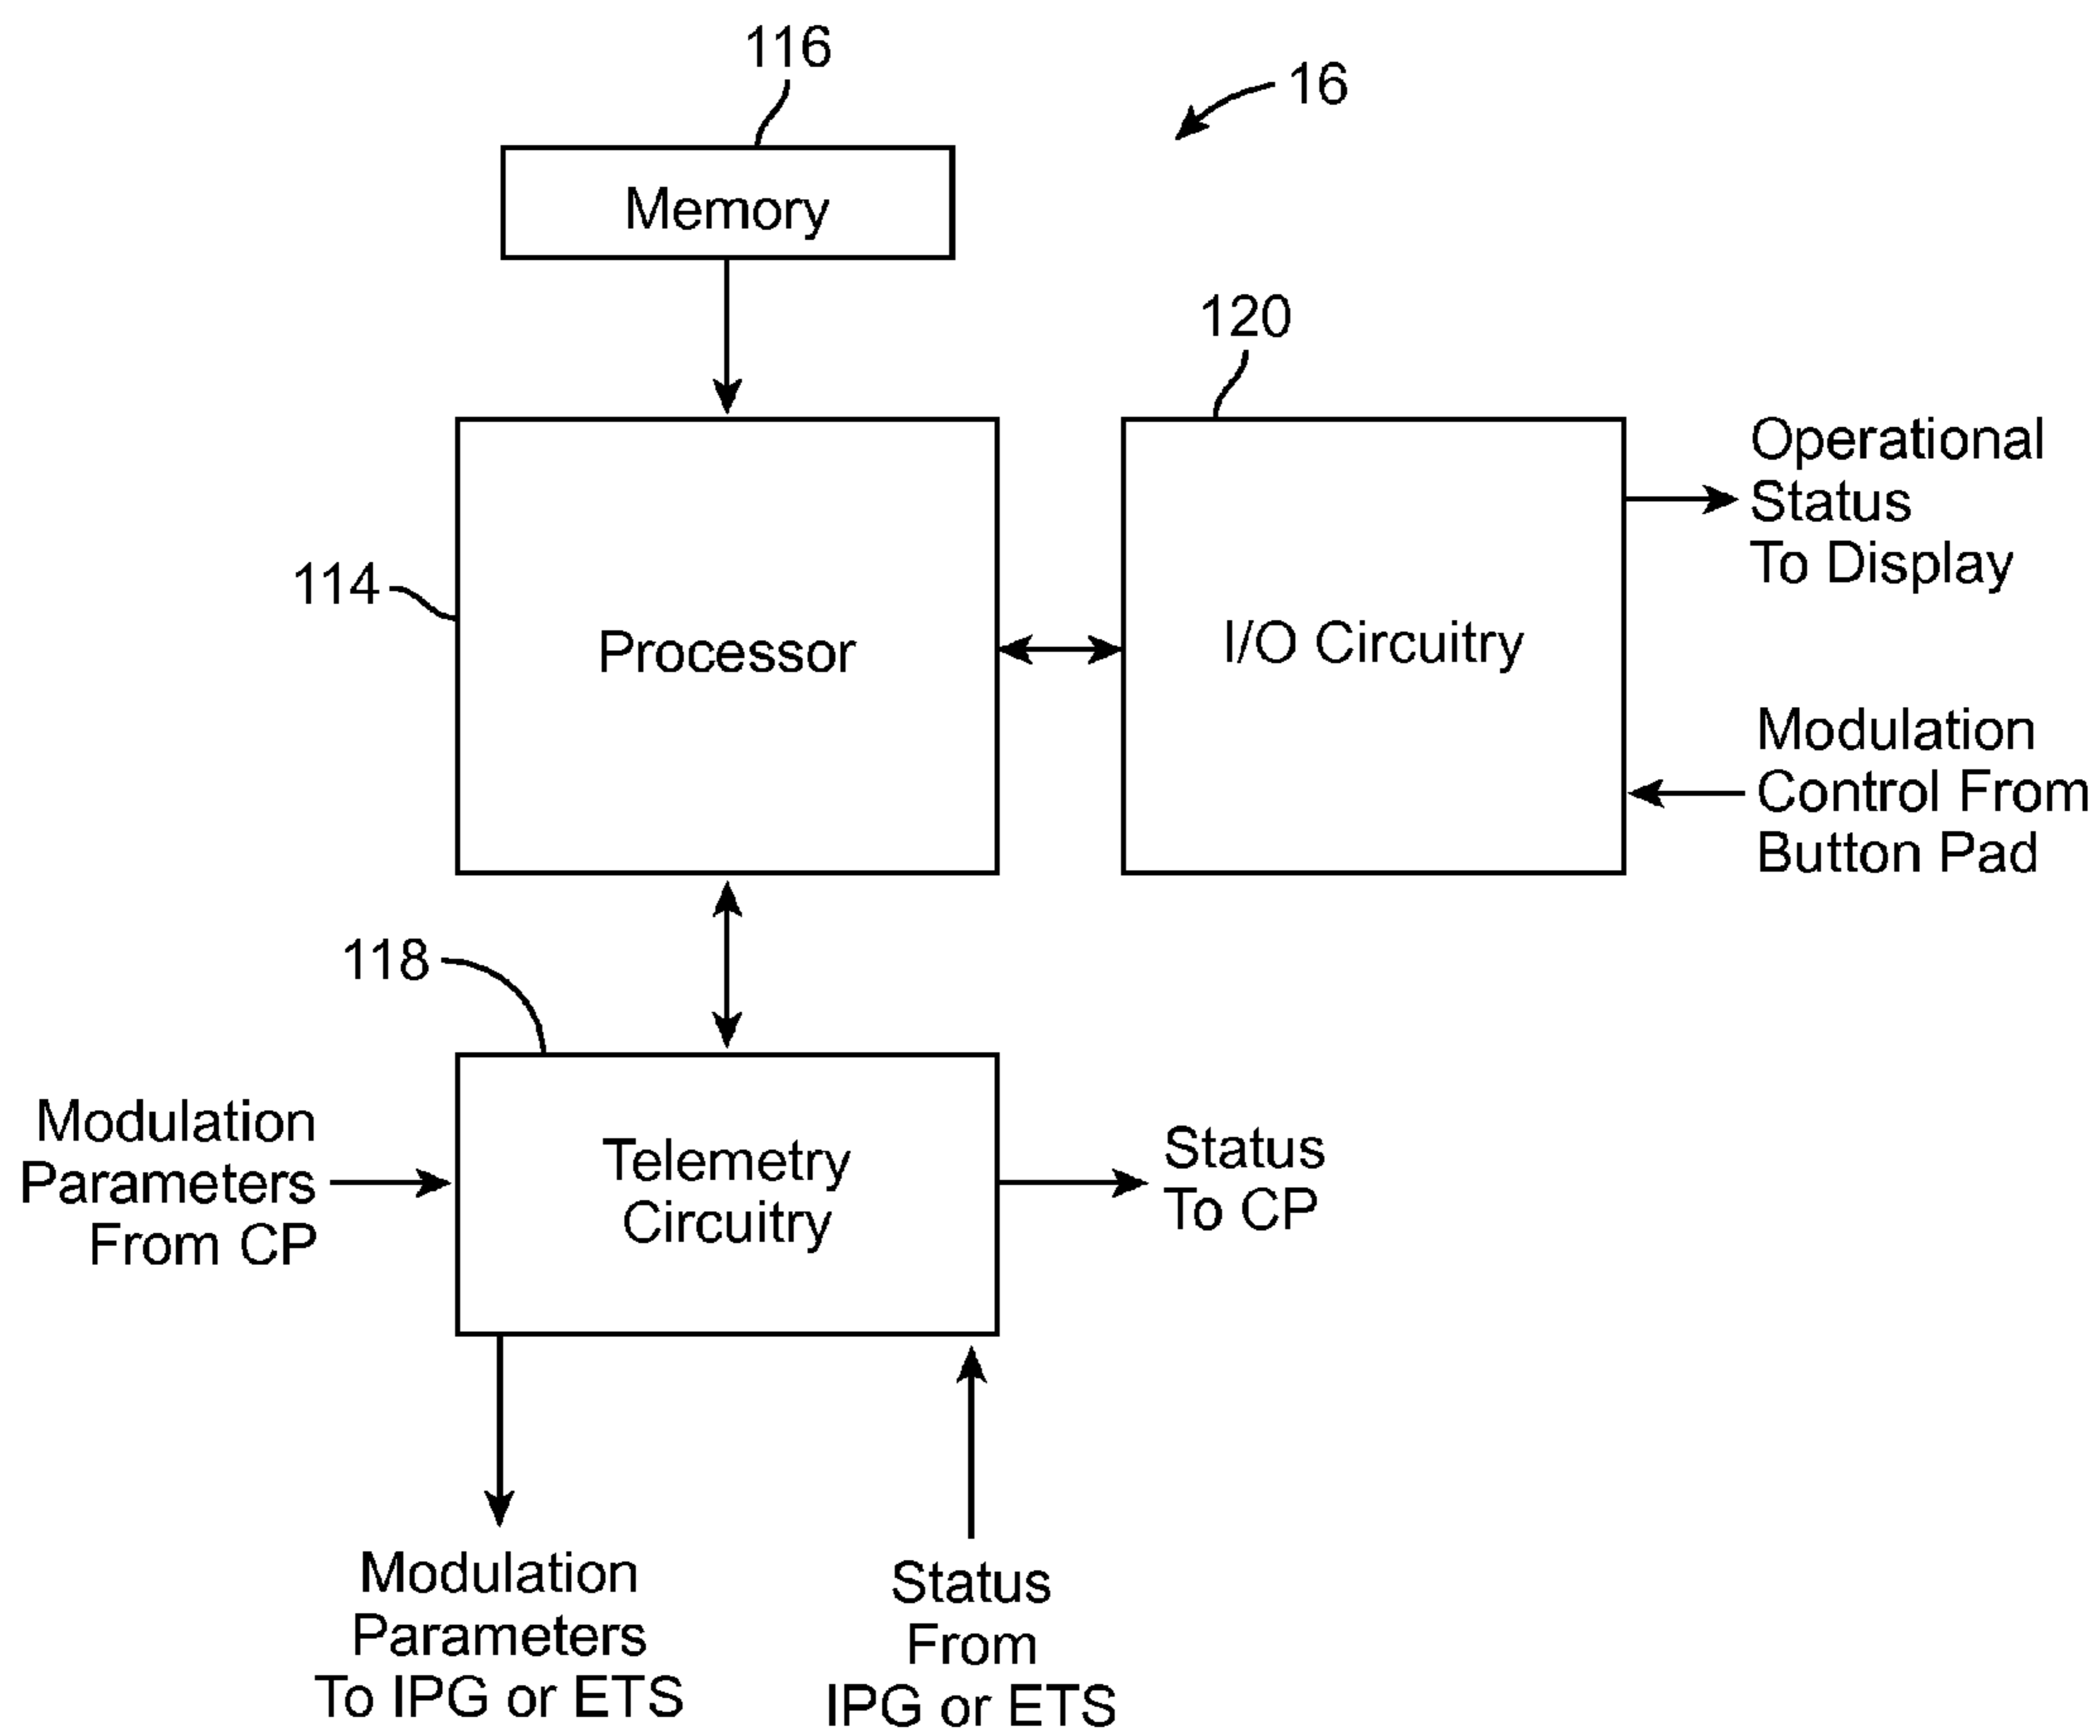 116
16
Memory
120
Operational
Status
To Display
114
Processor
I/O Circuitry
Modulation
Control From
Button Pad
118
Modulation
Parameters
From CP
Telemetry
Circuitry
Status
To CP
Modulation
Parameters
To IPG or ETS
Status
From
IPG or ETS